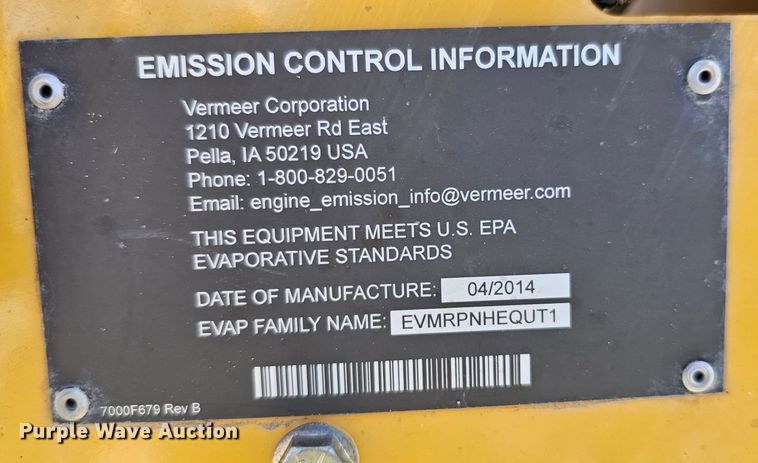 EMISSION CONTROL INFORMATION
Vermeer Corporation
1210 Vermeer Rd East
Pella, IA 50219 USA
Phone: 1-800-829-0051
Email: engine_emission_info@vermeer.com
THIS EQUIPMENT MEETS U.S. EPA
EVAPORATIVE STANDARDS
DATE OF MANUFACTURE: 04/2014
EVAP FAMILY NAME: EVMRPNHEQUT1
7000F679 Rev B
Purple Wave Auction